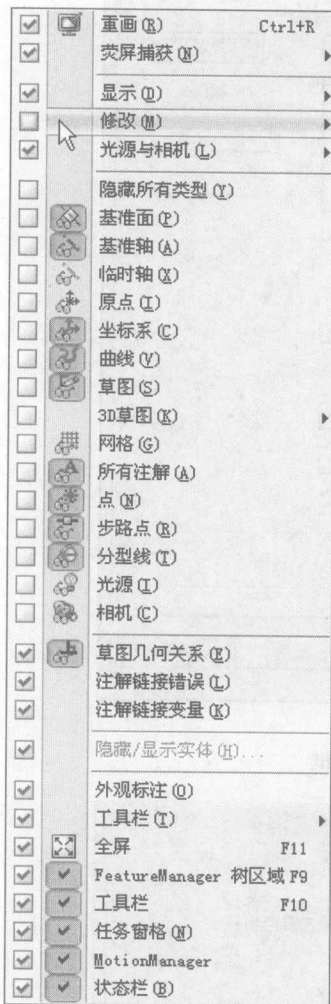 重画(R) Ctrl+R
荧屏捕获(N)
显示(D)
修改(M)
光源与相机(L)
隐藏所有类型(Y)
基准面(P)
基准轴(A)
临时轴(X)
原点(I)
坐标系(C)
曲线(V)
草图(S)
3D草图(K)
网格(G)
所有注解(A)
点(N)
步路点(R)
分型线(T)
光源(I)
相机(C)
草图几何关系(E)
注解链接错误(L)
注解链接变量(K)
隐藏/显示实体(H)...
外观标注(O)
工具栏(T)
全屏 F11
FeatureManager 树区域 F9
工具栏 F10
任务窗格(N)
MotionManager
状态栏(B)